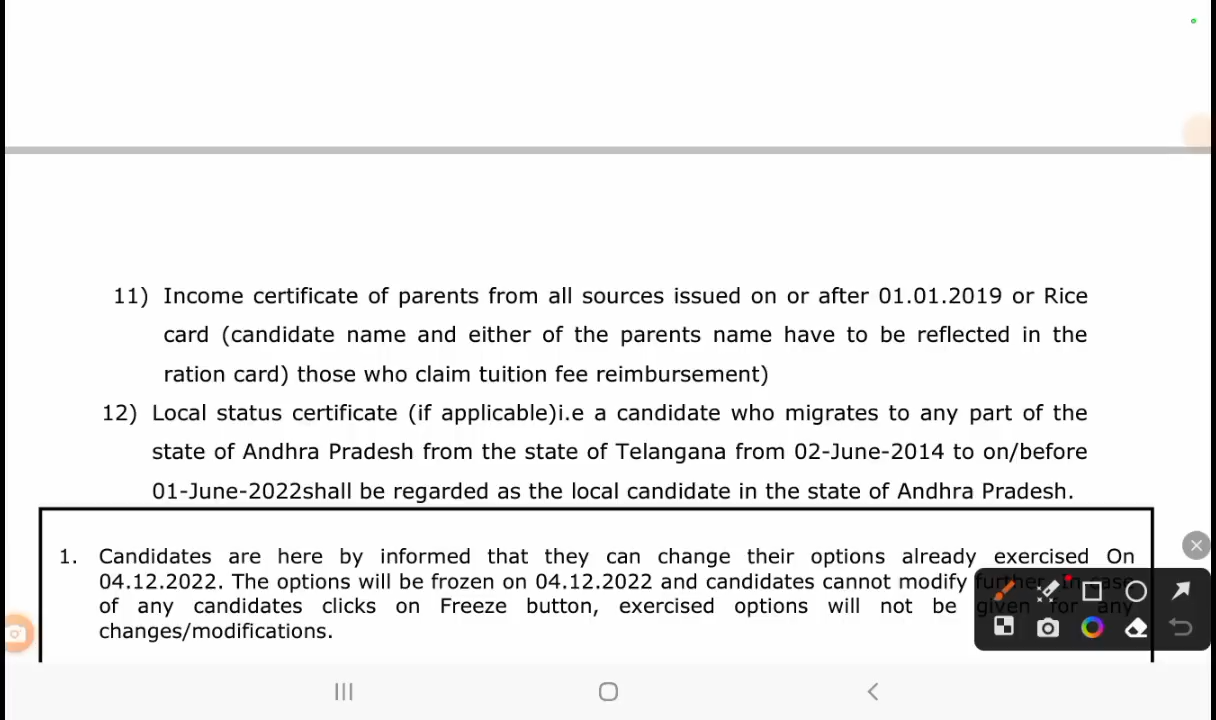 11) Income certificate of parents from all sources issued on or after 01.01.2019 or Rice
card (candidate name and either of the parents name have to be reflected in the
ration card) those who claim tuition fee reimbursement)
12) Local status certificate (if applicable)i.e a candidate who migrates to any part of the
state of Andhra Pradesh from the state of Telangana from 02-June-2014 to on/before
01-June-2022shall be regarded as the local candidate in the state of Andhra Pradesh.
1. Candidates are here by informed that they can change their options already exercised On
04.12.2022. The options will be frozen on 04.12.2022 and candidates cannot modify further. In case
of any candidates clicks on Freeze button, exercised options will not be given for any
changes/modifications.